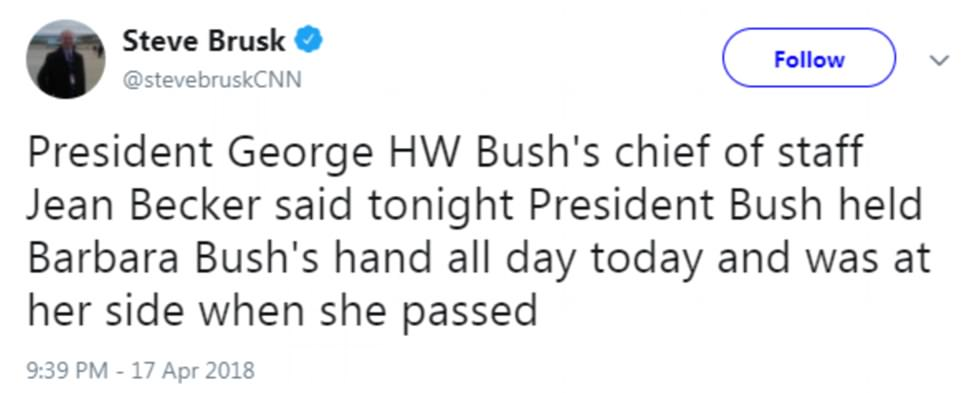 Steve Brusk
@stevebruskCNN
Follow
President George HW Bush's chief of staff
Jean Becker said tonight President Bush held
Barbara Bush's hand all day today and was at
her side when she passed
9:39 PM - 17 Apr 2018